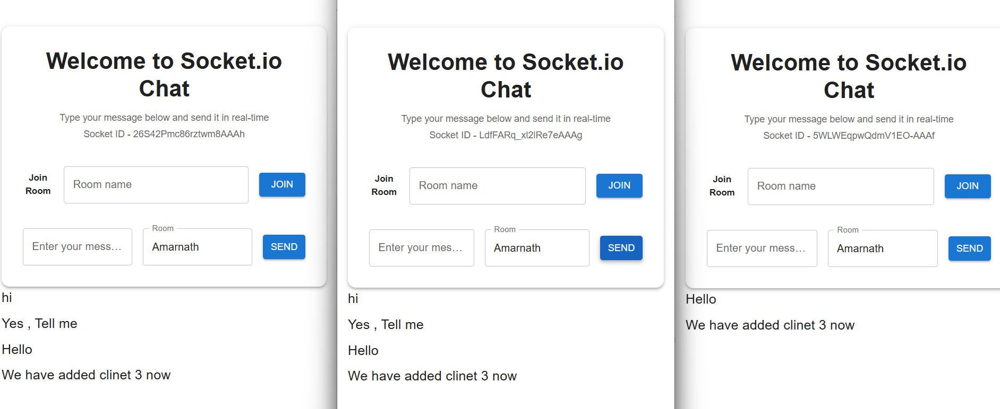 Welcome to Socket.io
Chat
Type your message below and send it in real-time
Socket ID - 26S42Pmc86rztwm8AAAh
Join
Room
Room name
JOIN
Enter your mess…
Room
Amarnath
SEND
hi
Yes , Tell me
Hello
We have added clinet 3 now
Welcome to Socket.io
Chat
Type your message below and send it in real-time
Socket ID - LdfFARq_xl2lRe7eAAAg
Join
Room
Room name
JOIN
Enter your mes…
Room
Amarnath
SEND
hi
Yes , Tell me
Hello
We have added clinet 3 now
Welcome to Socket.io
Chat
Type your message below and send it in real-time
Socket ID - 5WLWEqpwQdmV1EO-AAAf
Join
Room
Room name
JOIN
Enter your mess…
Room
Amarnath
SEND
Hello
We have added clinet 3 now